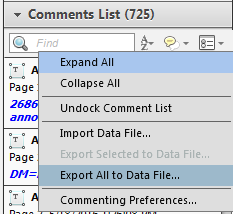 Comments List (725)
Find
Expand All
Collapse All
Undock Comment List
Import Data File...
Export Selected to Data File...
Export All to Data File...
Commenting Preferences...
T A
Page
2686
anno
T A
Page
DM=
T A